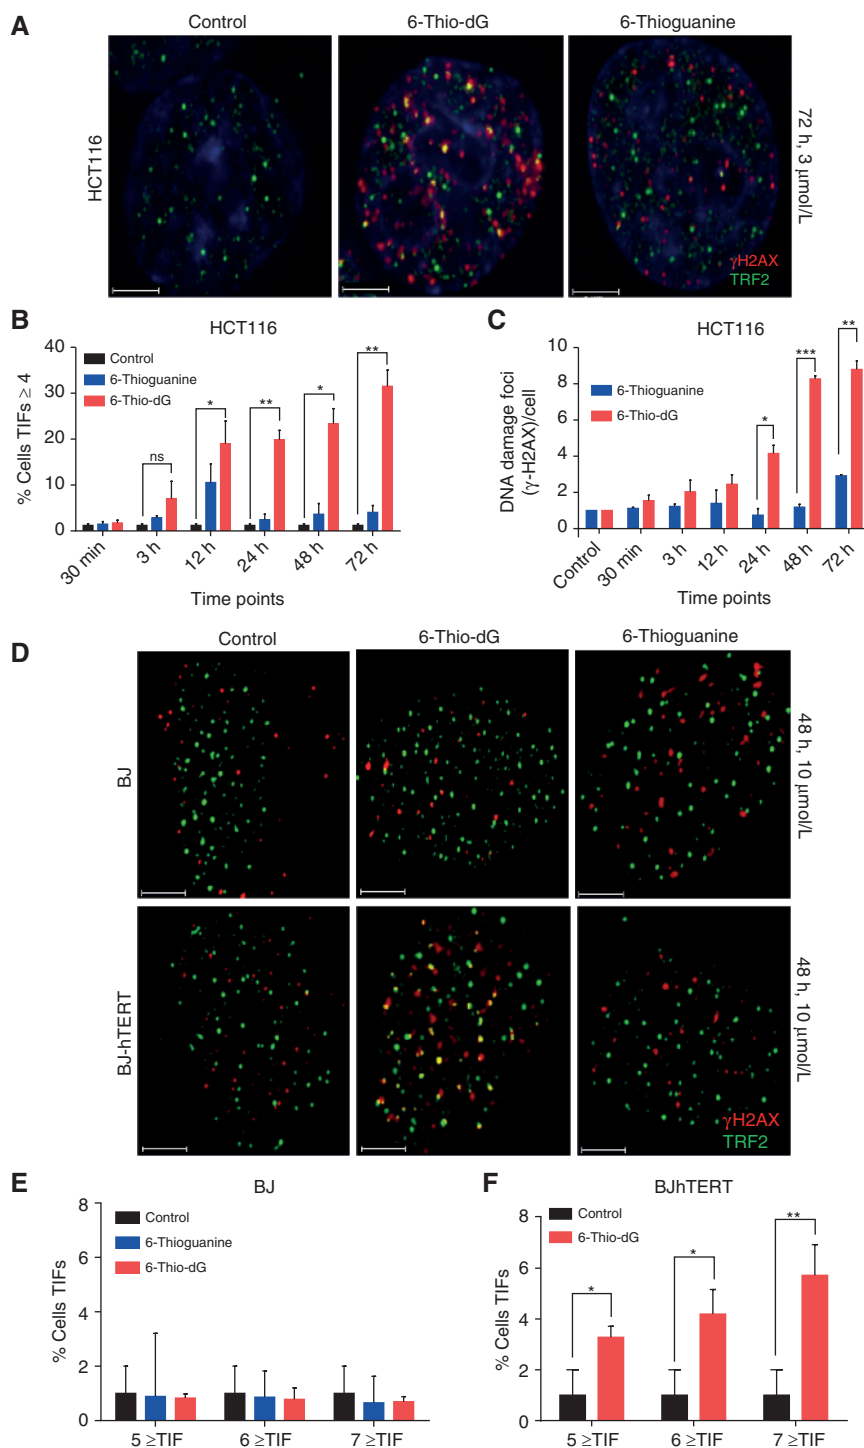 A
Control
6-Thio-dG
6-Thioguanine
HCT116
72 h, 3 μmol/L
γH2AX
TRF2
B
HCT116
% Cells TIFs ≥ 4
40
30
20
10
0
Control
6-Thioguanine
6-Thio-dG
ns
*
**
*
**
30 min
3 h
12 h
24 h
48 h
72 h
Time points
C
HCT116
DNA damage foci
(γ-H2AX)/cell
10
8
6
4
2
0
6-Thioguanine
6-Thio-dG
*
***
**
Control
30 min
3 h
12 h
24 h
48 h
72 h
Time points
D
Control
6-Thio-dG
6-Thioguanine
BJ
48 h, 10 μmol/L
BJ-hTERT
48 h, 10 μmol/L
γH2AX
TRF2
E
BJ
% Cells TIFs
8
6
4
2
0
Control
6-Thioguanine
6-Thio-dG
5 ≥TIF
6 ≥TIF
7 ≥TIF
F
BJhTERT
% Cells TIFs
8
6
4
2
0
Control
6-Thio-dG
*
*
**
5 ≥TIF
6 ≥TIF
7 ≥TIF